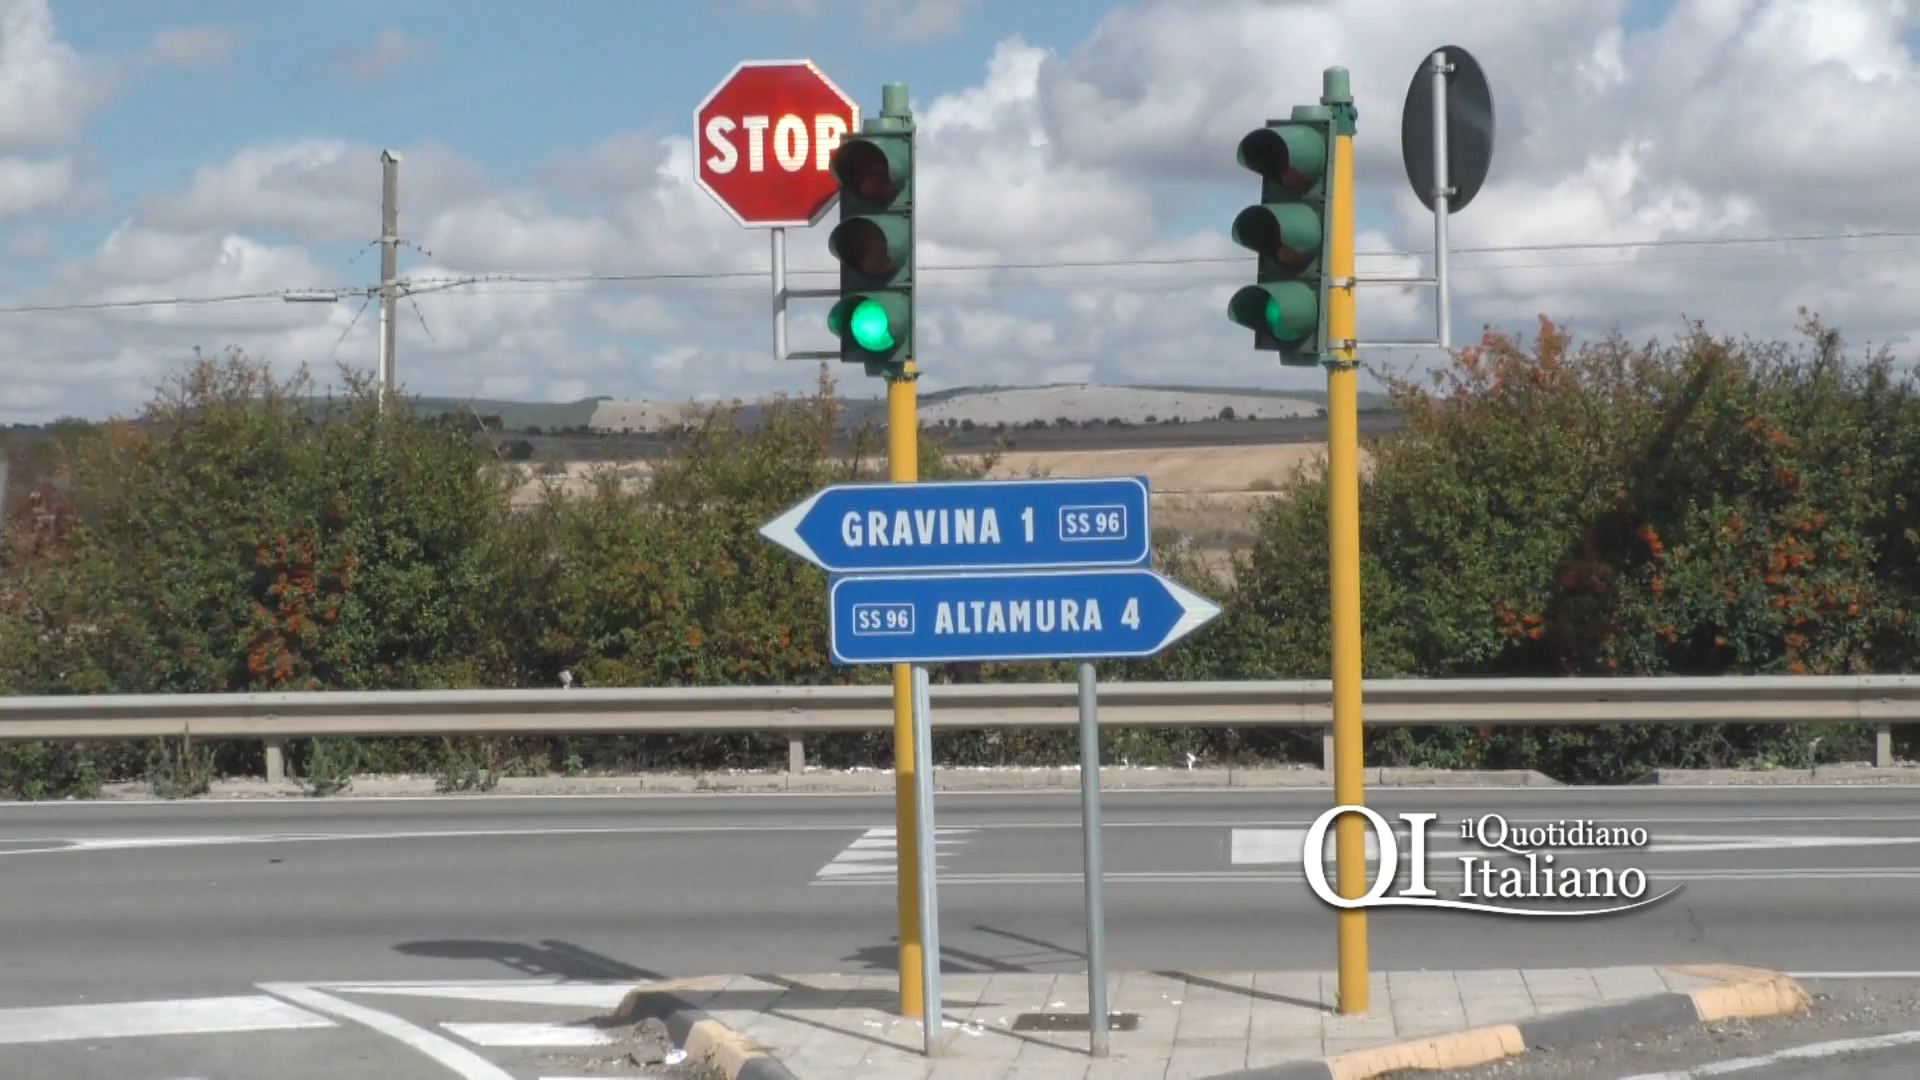 STOP
GRAVINA 1 SS 96
SS 96 ALTAMURA 4
QI il Quotidiano
Italiano